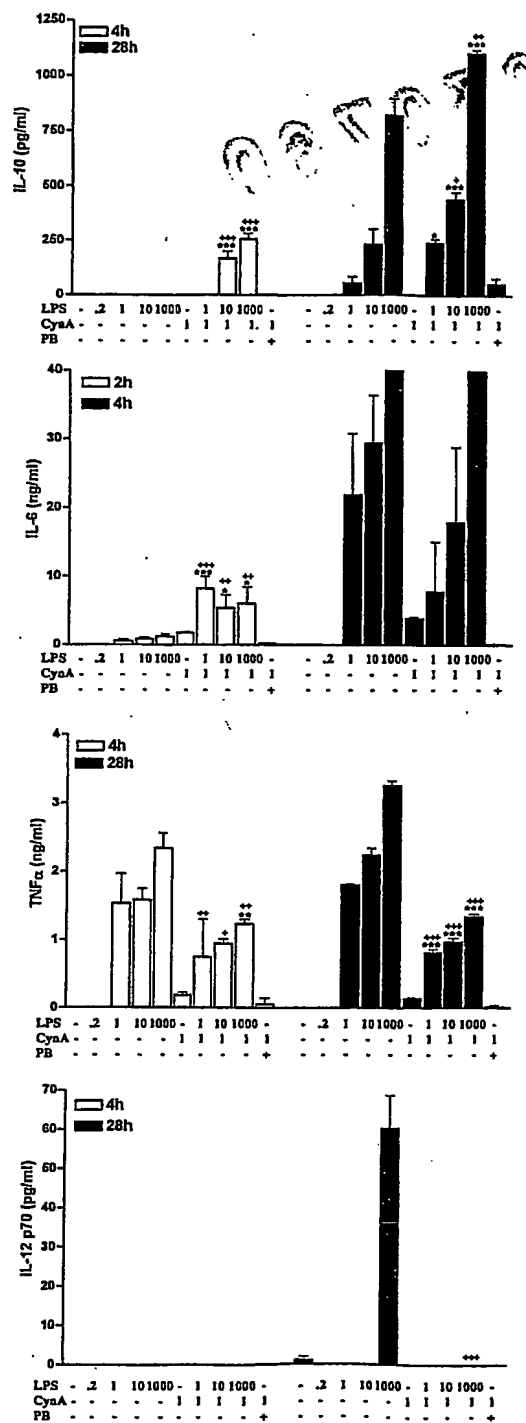 1250
4h
28h
++
***
1000
IL-10 (pg/ml)
750
500
+
***
+++
***
+++
***
*
250
0
LPS - .2 1 10 1000 - 1 10 1000 - - .2 1 10 1000 - 1 10 1000 -
CynA - - - - - 1 1 1 1. 1 - - - - - 1 1 1 1 1
PB - - - - - - - - - + - - - - - - - - - +
40
2h
4h
30
IL-6 (ng/ml)
20
10
+++
***
++
*
++
*
0
LPS - .2 1 10 1000 - 1 10 1000 - - .2 1 10 1000 - 1 10 1000 -
CynA - - - - - 1 1 1 1 1 - - - - - 1 1 1 1 1
PB - - - - - - - - - + - - - - - - - - - +
4
4h
28h
3
TNFα (ng/ml)
2
++
+
++
**
+++
***
+++
***
+++
***
1
0
LPS - .2 1 10 1000 - 1 10 1000 - - .2 1 10 1000 - 1 10 1000 -
CynA - - - - - 1 1 1 1 1 - - - - - 1 1 1 1 1
PB - - - - - - - - - + - - - - - - - - - +
70
4h
28h
60
50
IL-12 p70 (pg/ml)
40
30
20
10
+++
0
LPS - .2 1 10 1000 - 1 10 1000 - - .2 1 10 1000 - 1 10 1000 -
CynA - - - - - 1 1 1 1 1 - - - - - 1 1 1 1 1
PB - - - - - - - - - + - - - - - - - - - +